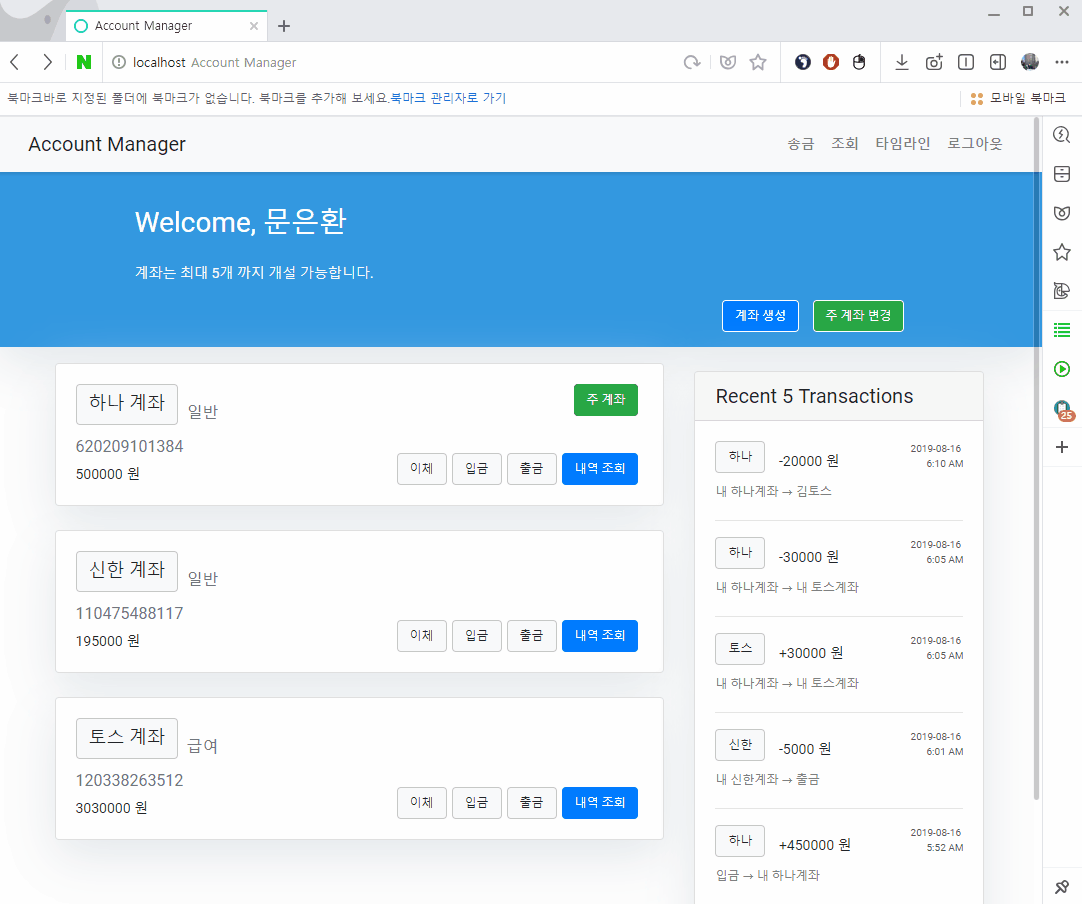 Account Manager
localhost Account Manager
북마크바로 지정된 폴더에 북마크가 없습니다. 북마크를 추가해 보세요.북마크 관리자로 가기
모바일 북마크
Account Manager
송금 조회 타임라인 로그아웃
Welcome, 문은환
계좌는 최대 5개 까지 개설 가능합니다.
계좌 생성 주 계좌 변경
하나 계좌 일반
주 계좌
620209101384
500000 원
이체 입금 출금 내역 조회
신한 계좌 일반
110475488117
195000 원
이체 입금 출금 내역 조회
토스 계좌 급여
120338263512
3030000 원
이체 입금 출금 내역 조회
Recent 5 Transactions
하나 -20000 원
2019-08-16
6:10 AM
내 하나계좌 → 김토스
하나 -30000 원
2019-08-16
6:05 AM
내 하나계좌 → 내 토스계좌
토스 +30000 원
2019-08-16
6:05 AM
내 하나계좌 → 내 토스계좌
신한 -5000 원
2019-08-16
6:01 AM
내 신한계좌 → 출금
하나 +450000 원
2019-08-16
5:52 AM
입금 → 내 하나계좌
N
25